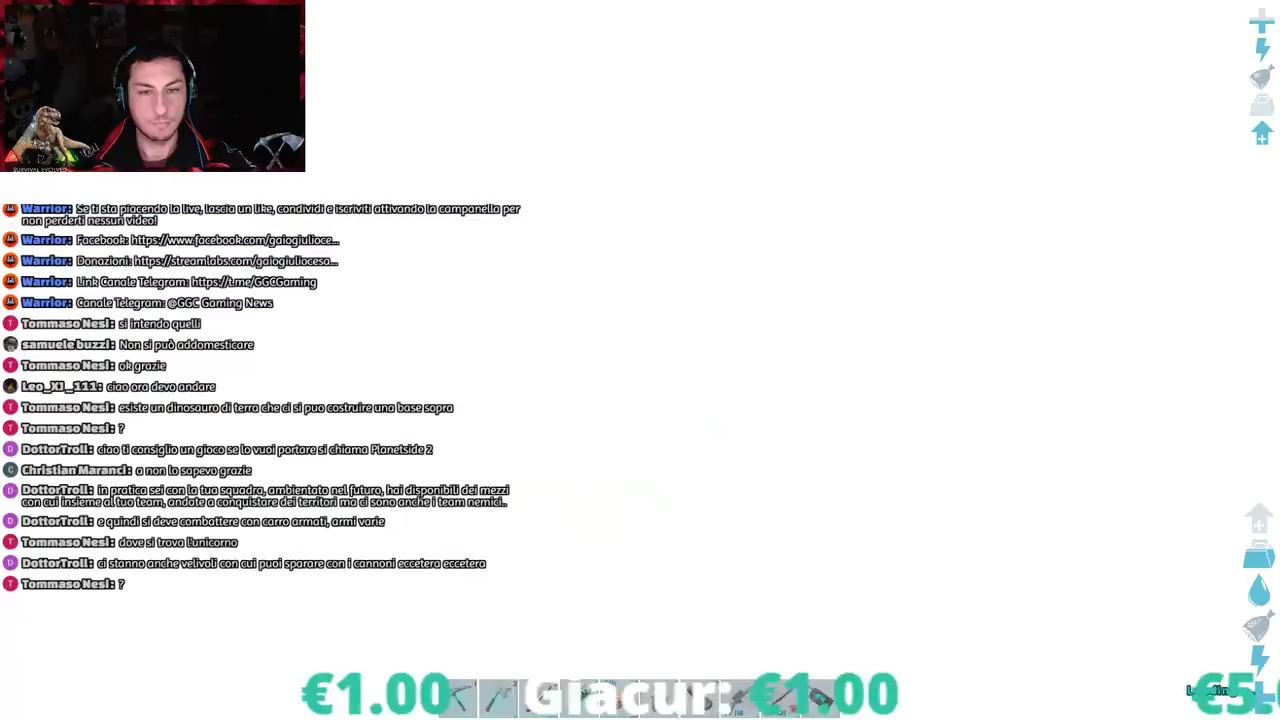 SURVIVAL EVOLVED
Warrior: Se ti sta piacendo la live, lascia un like, condividi e iscriviti attivando la campanella per
non perderti nessun video!
Warrior: Facebook: https://www.facebook.com/gaiogiulioce...
Warrior: Donazioni: https://streamlabs.com/gaiogiuliocesa...
Warrior: Link Canale Telegram: https://t.me/GGCGaming
Warrior: Canale Telegram: @GGC Gaming News
T Tommaso Nesi: si intendo quelli
samuele buzzi: Non si può addomesticare
T Tommaso Nesi: ok grazie
Leo_XJ_111: ciao ora devo andare
T Tommaso Nesi: esiste un dinosauro di terra che ci si puo costruire una base sopra
T Tommaso Nesi: ?
D DottorTroll: ciao ti consiglio un gioco se lo vuoi portare si chiama Planetside 2
C Christian Maranci: a non lo sapevo grazie
D DottorTroll: in pratica sei con la tua squadra, ambientato nel futuro, hai disponibili dei mezzi
con cui insieme al tuo team, andate a conquistare dei territori ma ci sono anche i team nemici..
D DottorTroll: e quindi si deve combattere con carro armati, armi varie
T Tommaso Nesi: dove si trova l'unicorno
D DottorTroll: ci stanno anche velivoli con cui puoi sparare con i cannoni eccetera eccetera
T Tommaso Nesi: ?
€1.00 Giacur: €1.00 €5.